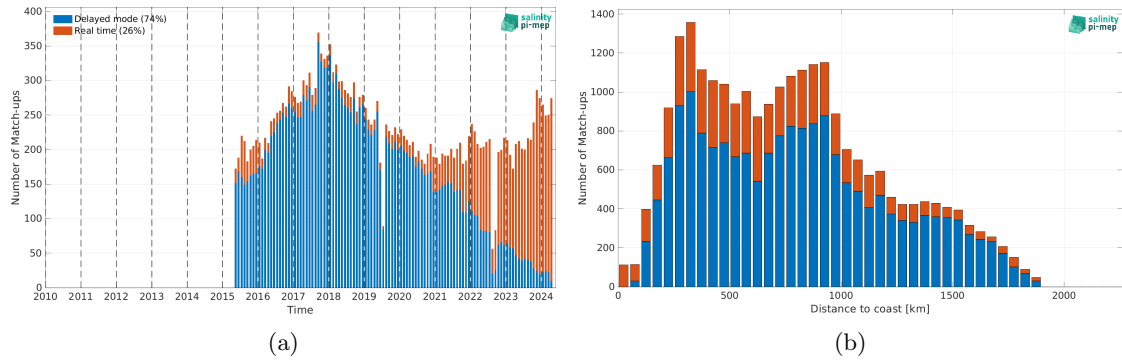 Delayed mode (74%)
Real time (26%)
salinity
pi-mep
Number of Match-ups
400
350
300
250
200
150
100
50
0
2010 2011 2012 2013 2014 2015 2016 2017 2018 2019 2020 2021 2022 2023 2024
Time
(a)
salinity
pi-mep
Number of Match-ups
1400
1200
1000
800
600
400
200
0
0 500 1000 1500 2000
Distance to coast [km]
(b)